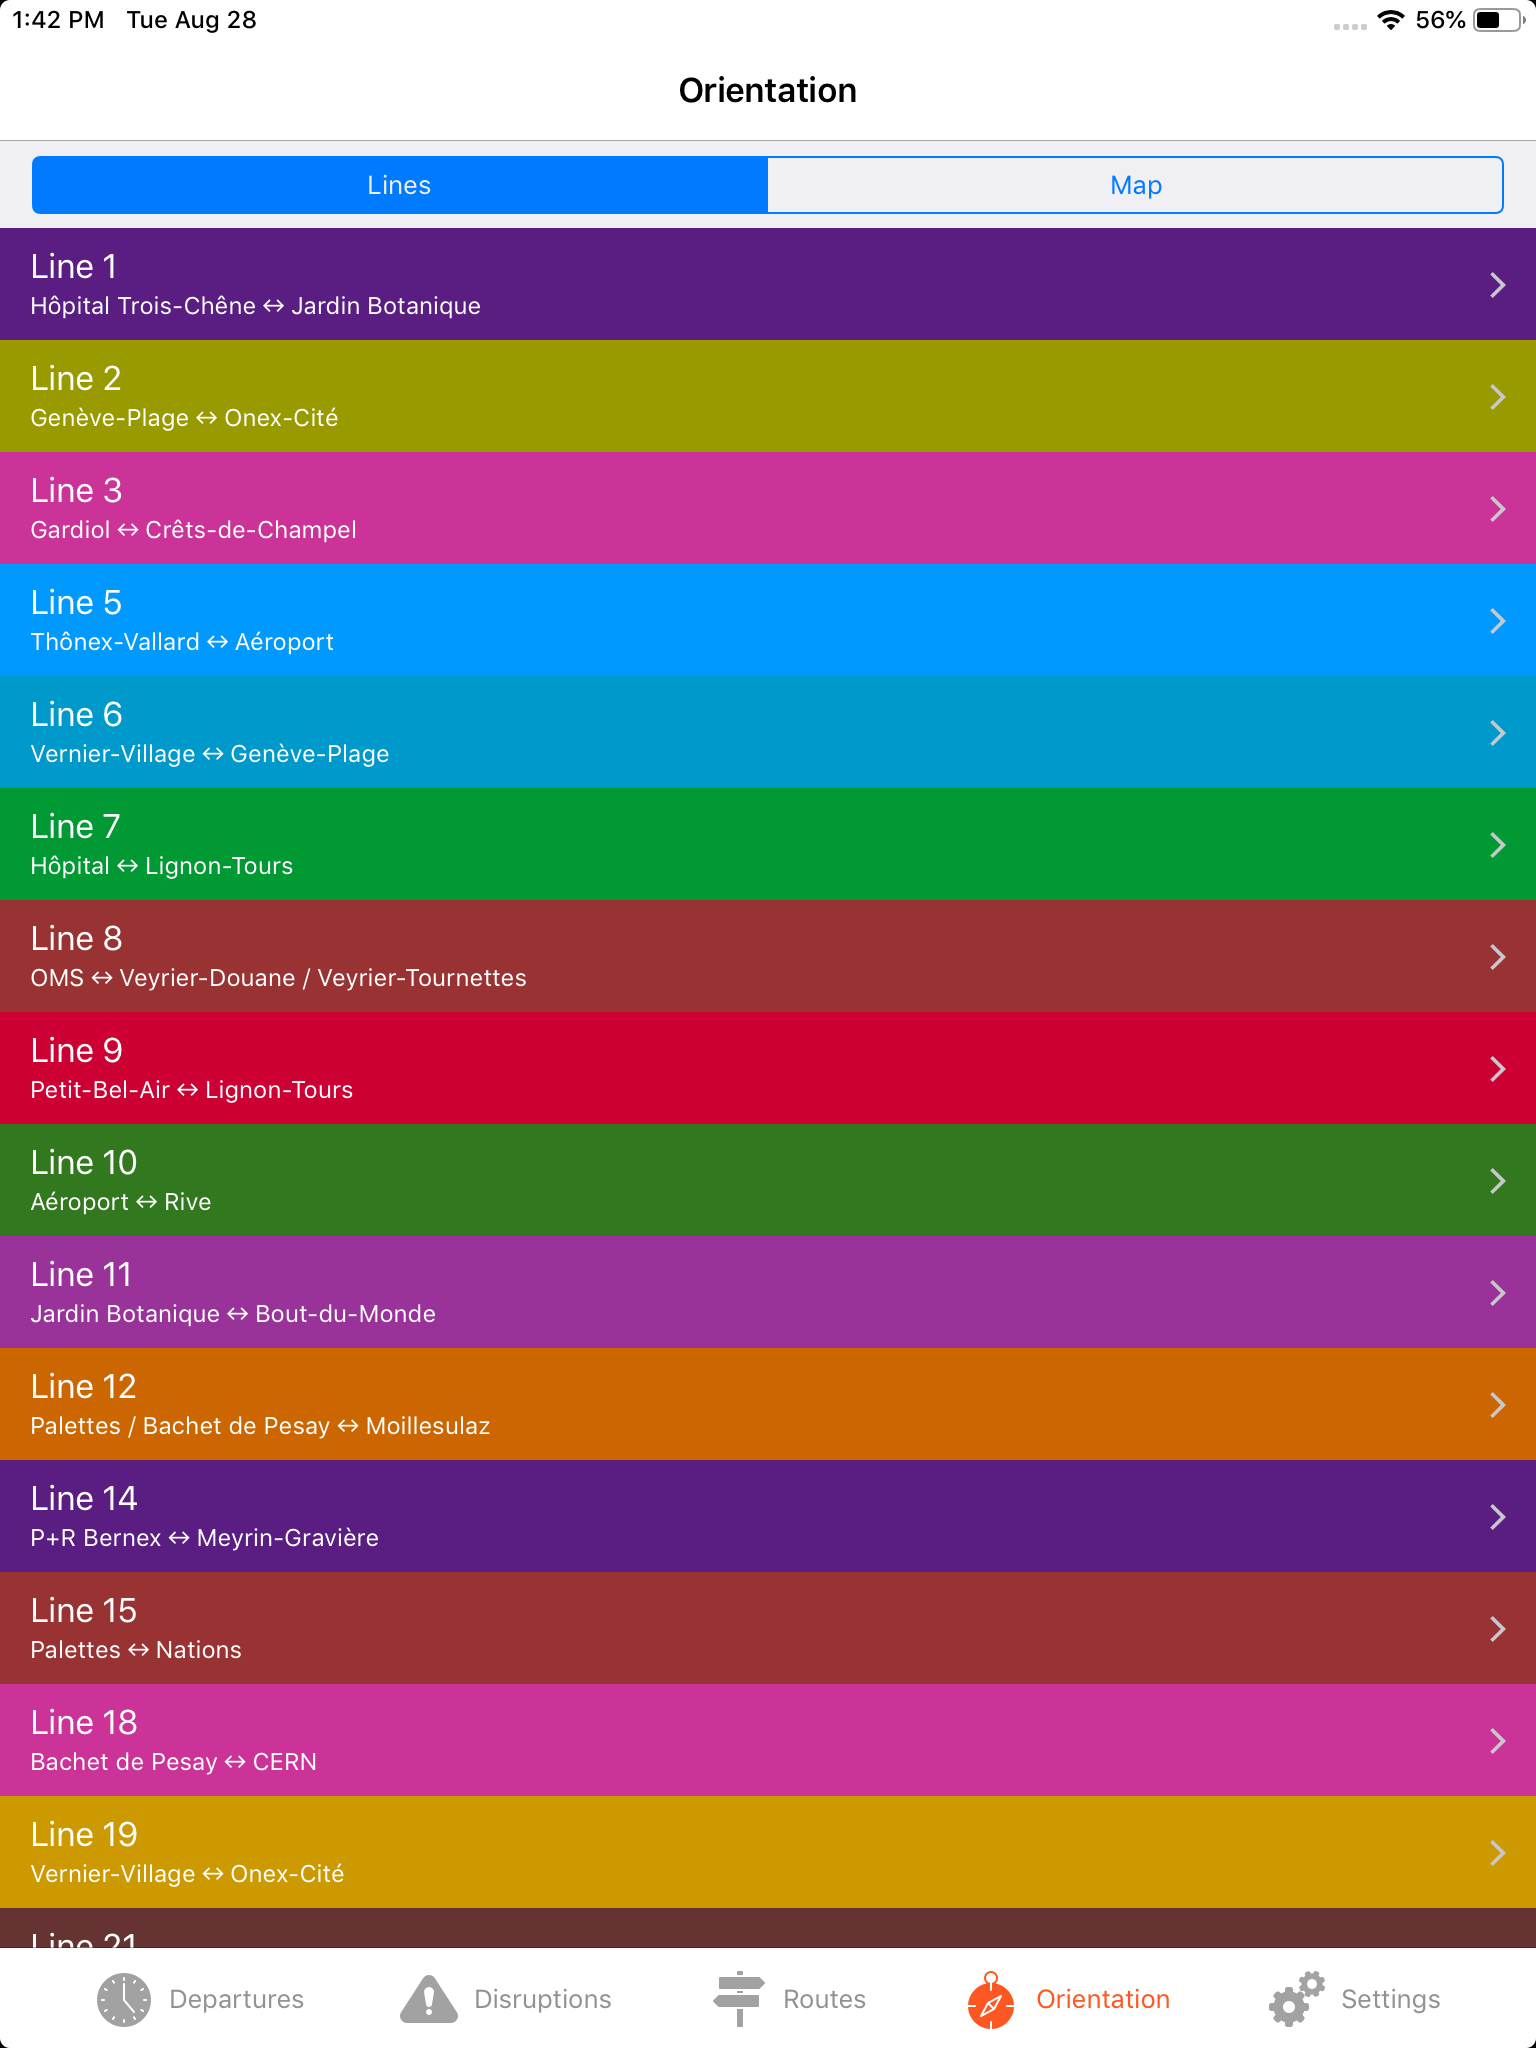 1:42 PM Tue Aug 28 56%
Orientation
Lines Map
Line 1
Hôpital Trois-Chêne ↔ Jardin Botanique
Line 2
Genève-Plage ↔ Onex-Cité
Line 3
Gardiol ↔ Crêts-de-Champel
Line 5
Thônex-Vallard ↔ Aéroport
Line 6
Vernier-Village ↔ Genève-Plage
Line 7
Hôpital ↔ Lignon-Tours
Line 8
OMS ↔ Veyrier-Douane / Veyrier-Tournettes
Line 9
Petit-Bel-Air ↔ Lignon-Tours
Line 10
Aéroport ↔ Rive
Line 11
Jardin Botanique ↔ Bout-du-Monde
Line 12
Palettes / Bachet de Pesay ↔ Moillesulaz
Line 14
P+R Bernex ↔ Meyrin-Gravière
Line 15
Palettes ↔ Nations
Line 18
Bachet de Pesay ↔ CERN
Line 19
Vernier-Village ↔ Onex-Cité
Line 21
Departures Disruptions Routes Orientation Settings